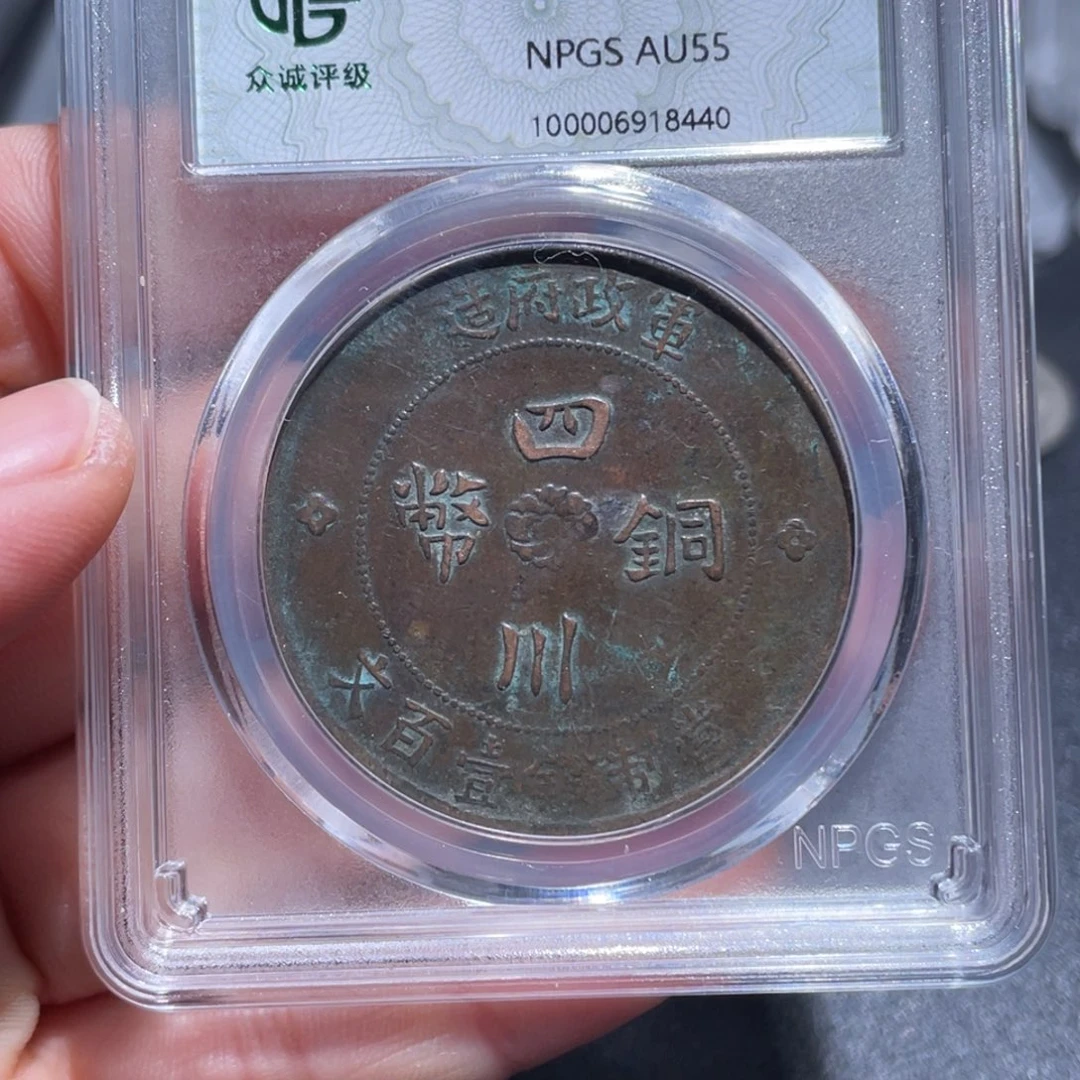 众诚评级
NPGS AU55
100006918440
軍政府造
四川
銅幣
當制錢壹百文
NPGS